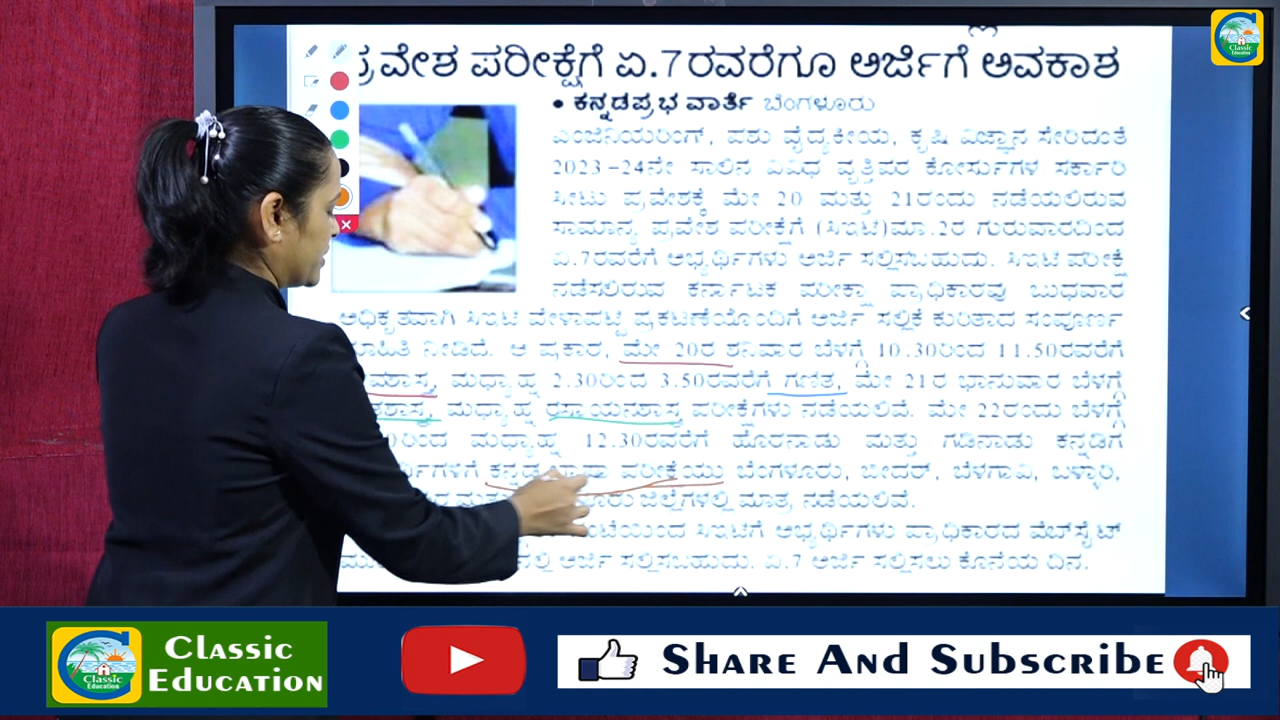 ಪ್ರವೇಶ ಪರೀಕ್ಷೆಗೆ ಏ.7ರವರೆಗೂ ಅರ್ಜಿಗೆ ಅವಕಾಶ
• ಕನ್ನಡಪ್ರಭ ವಾರ್ತೆ ಬೆಂಗಳೂರು
ಎಂಜಿನಿಯರಿಂಗ್, ಪಶು ವೈದ್ಯಕೀಯ, ಕೃಷಿ ವಿಜ್ಞಾನ ಸೇರಿದಂತೆ
2023-24ನೇ ಸಾಲಿನ ವಿವಿಧ ವೃತ್ತಿಪರ ಕೋರ್ಸುಗಳ ಸರ್ಕಾರಿ
ಸೀಟು ಪ್ರವೇಶಕ್ಕೆ ಮೇ 20 ಮತ್ತು 21ರಂದು ನಡೆಯಲಿರುವ
ಸಾಮಾನ್ಯ ಪ್ರವೇಶ ಪರೀಕ್ಷೆಗೆ (ಸಿಇಟಿ)ಮಾ.2ರ ಗುರುವಾರದಿಂದ
ಏ.7ರವರೆಗೆ ಅಭ್ಯರ್ಥಿಗಳು ಅರ್ಜಿ ಸಲ್ಲಿಸಬಹುದು. ಸಿಇಟಿ ಪರೀಕ್ಷೆ
ನಡೆಸಲಿರುವ ಕರ್ನಾಟಕ ಪರೀಕ್ಷಾ ಪ್ರಾಧಿಕಾರವು ಬುಧವಾರ
ಅಧಿಕೃತವಾಗಿ ಸಿಇಟಿ ವೇಳಾಪಟ್ಟಿ ಪ್ರಕಟಣೆಯೊಂದಿಗೆ ಅರ್ಜಿ ಸಲ್ಲಿಕೆ ಕುರಿತಾದ ಸಂಪೂರ್ಣ
ಮಾಹಿತಿ ನೀಡಿದೆ. ಆ ಪ್ರಕಾರ, ಮೇ 20ರ ಶನಿವಾರ ಬೆಳಗ್ಗೆ 10.30ರಿಂದ 11.50ರವರೆಗೆ
ಶಾಸ್ತ್ರ, ಮಧ್ಯಾಹ್ನ 2.30ರಿಂದ 3.50ರವರೆಗೆ ಗಣಿತ, ಮೇ 21ರ ಭಾನುವಾರ ಬೆಳಗ್ಗೆ
ಶಾಸ್ತ್ರ, ಮಧ್ಯಾಹ್ನ ರಸಾಯನಶಾಸ್ತ್ರ ಪರೀಕ್ಷೆಗಳು ನಡೆಯಲಿವೆ. ಮೇ 22ರಂದು ಬೆಳಗ್ಗೆ
0ರಿಂದ ಮಧ್ಯಾಹ್ನ 12.30ರವರೆಗೆ ಹೊರನಾಡು ಮತ್ತು ಗಡಿನಾಡು ಕನ್ನಡಿಗ
ರ್ಥಿಗಳಿಗೆ ಕನ್ನಡ ಭಾಷಾ ಪರೀಕ್ಷೆಯು ಬೆಂಗಳೂರು, ಬೀದರ್, ಬೆಳಗಾವಿ, ಬಳ್ಳಾರಿ,
ಜಿಲ್ಲೆಗಳಲ್ಲಿ ಮಾತ್ರ ನಡೆಯಲಿವೆ.
ಟೆಯಿಂದ ಸಿಇಟಿಗೆ ಅಭ್ಯರ್ಥಿಗಳು ಪ್ರಾಧಿಕಾರದ ವೆಬ್‌ಸೈಟ್
ಅರ್ಜಿ ಸಲ್ಲಿಸಬಹುದು. ಏ.7 ಅರ್ಜಿ ಸಲ್ಲಿಸಲು ಕೊನೆಯ ದಿನ.
Classic
Education
Classic
Education
Classic
Education
Share And Subscribe